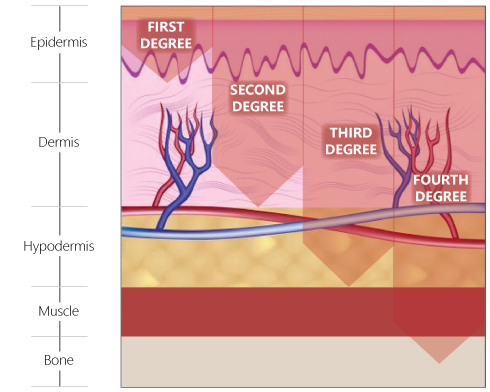 FIRST
DEGREE
Epidermis
SECOND
DEGREE
Dermis
THIRD
DEGREE
FOURTH
DEGREE
Hypodermis
Muscle
Bone